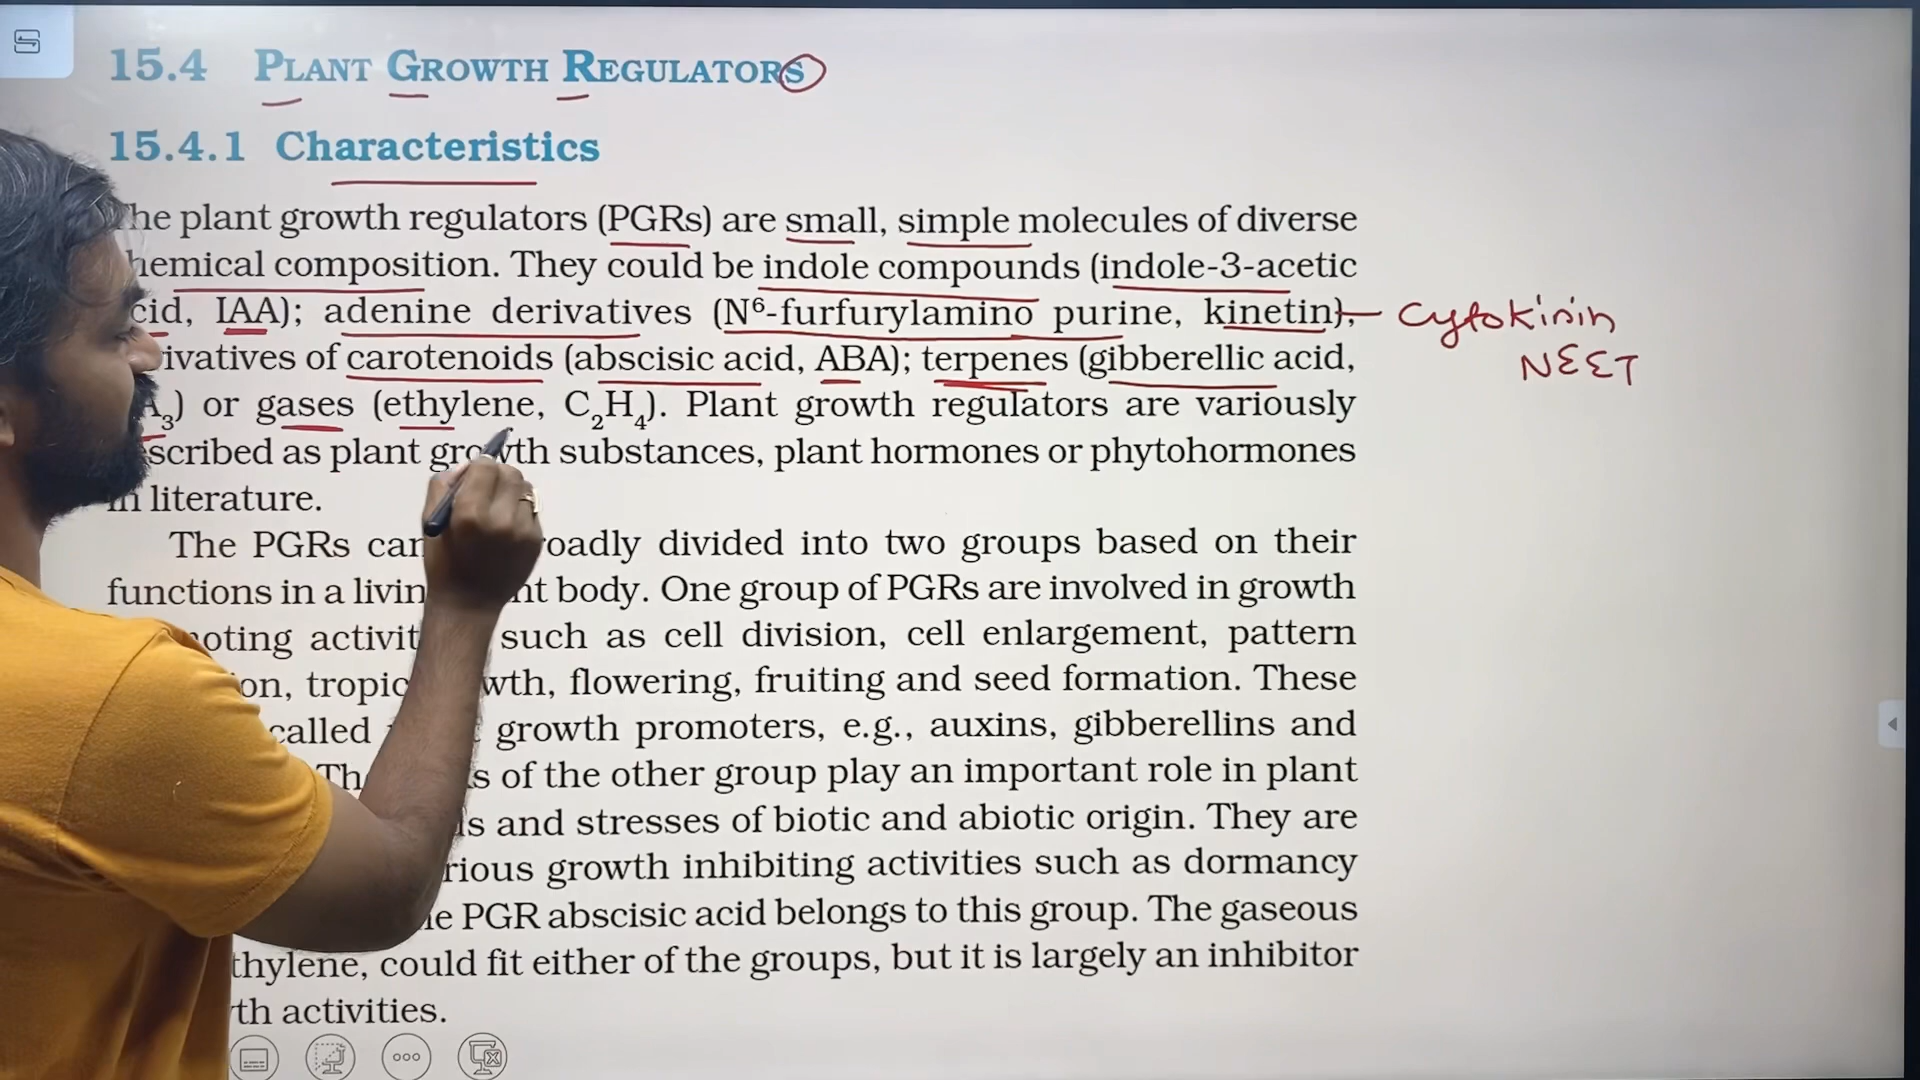 15.4 PLANT GROWTH REGULATORS
15.4.1 Characteristics
he plant growth regulators (PGRs) are small, simple molecules of diverse
hemical composition. They could be indole compounds (indole-3-acetic
cid, IAA); adenine derivatives (N⁶-furfurylamino purine, kinetin), Cytokinin
NEET
ivatives of carotenoids (abscisic acid, ABA); terpenes (gibberellic acid,
A₃) or gases (ethylene, C₂H₄). Plant growth regulators are variously
scribed as plant growth substances, plant hormones or phytohormones
in literature.
The PGRs can roadly divided into two groups based on their
functions in a livin nt body. One group of PGRs are involved in growth
oting activit such as cell division, cell enlargement, pattern
on, tropic wth, flowering, fruiting and seed formation. These
called growth promoters, e.g., auxins, gibberellins and
Th s of the other group play an important role in plant
ls and stresses of biotic and abiotic origin. They are
rious growth inhibiting activities such as dormancy
e PGR abscisic acid belongs to this group. The gaseous
thylene, could fit either of the groups, but it is largely an inhibitor
th activities.